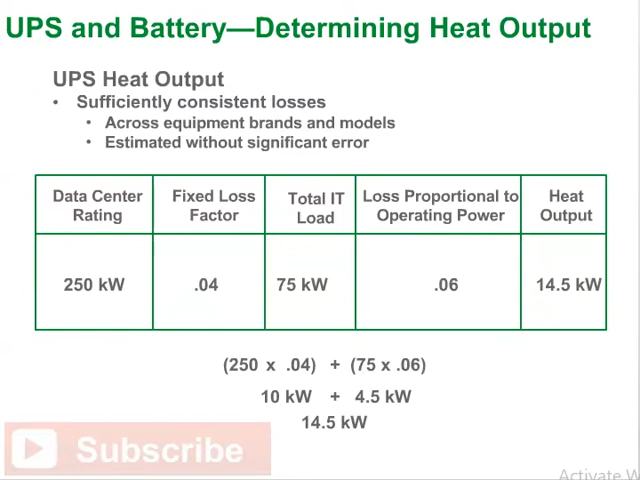 UPS and Battery—Determining Heat Output
UPS Heat Output
• Sufficiently consistent losses
• Across equipment brands and models
• Estimated without significant error
Data Center Rating | Fixed Loss Factor | Total IT Load | Loss Proportional to Operating Power | Heat Output
250 kW | .04 | 75 kW | .06 | 14.5 kW
(250 x .04) + (75 x .06)
10 kW + 4.5 kW
14.5 kW
Subscribe
Activate W